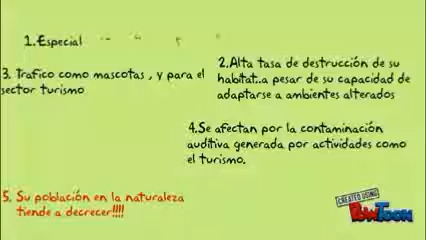 1.Especial
2.Alta tasa de destrucción de su
habitat..a pesar de su capacidad de
adaptarse a ambientes alterados
3. Trafico como mascotas , y para el
sector turismo
4.Se afectan por la contaminación
auditiva generada por actividades como
el turismo.
5. Su población en la naturaleza
tiende a decrecer!!!!
CREATED USING
PowToon